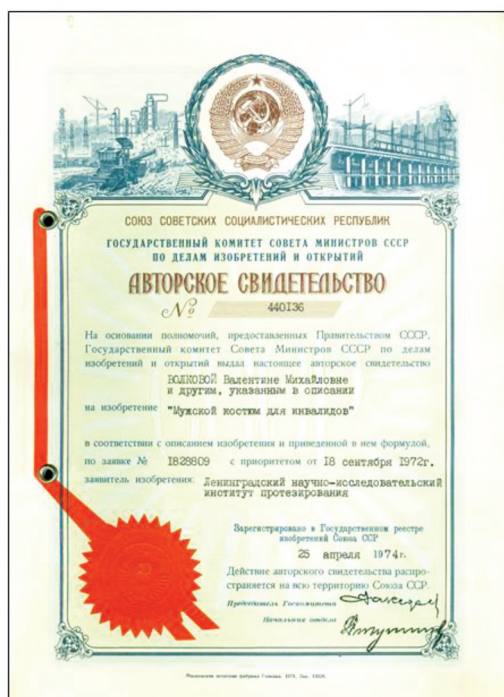 СОЮЗ СОВЕТСКИХ СОЦИАЛИСТИЧЕСКИХ РЕСПУБЛИК
ГОСУДАРСТВЕННЫЙ КОМИТЕТ СОВЕТА МИНИСТРОВ СССР
ПО ДЕЛАМ ИЗОБРЕТЕНИЙ И ОТКРЫТИЙ
АВТОРСКОЕ СВИДЕТЕЛЬСТВО
№ 440136
На основании полномочий, предоставленных Правительством СССР,
Государственный комитет Совета Министров СССР по делам
изобретений и открытий выдал настоящее авторское свидетельство
ВОЛКОВОЙ Валентине Михайловне
и другим, указанным в описании
на изобретение "Мужской костюм для инвалидов"
в соответствии с описанием изобретения и приведенной в нем формулой,
по заявке № 1828809 с приоритетом от 18 сентября 1972г.
заявитель изобретения: Ленинградский научно-исследовательский
институт протезирования
Зарегистрировано в Государственном реестре
изобретений Союза ССР
25 апреля 1974г.
Действие авторского свидетельства распро-
страняется на всю территорию Союза ССР.
Председатель Госкомитета
Начальник отдела